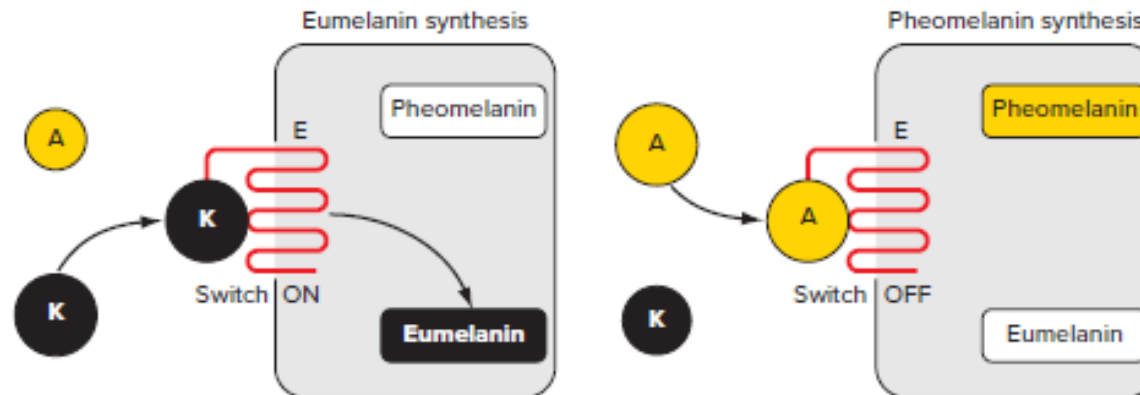 Eumelanin synthesis
Pheomelanin
A
E
K
K
Switch ON
Eumelanin
Pheomelanin synthesis
Pheomelanin
A
E
A
K
Switch OFF
Eumelanin